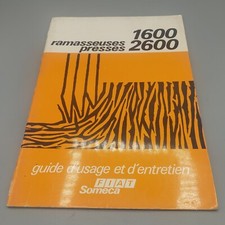 ramasseuses 1600
presses 2600
guide d'usage et d'entretien
FIAT
Someca